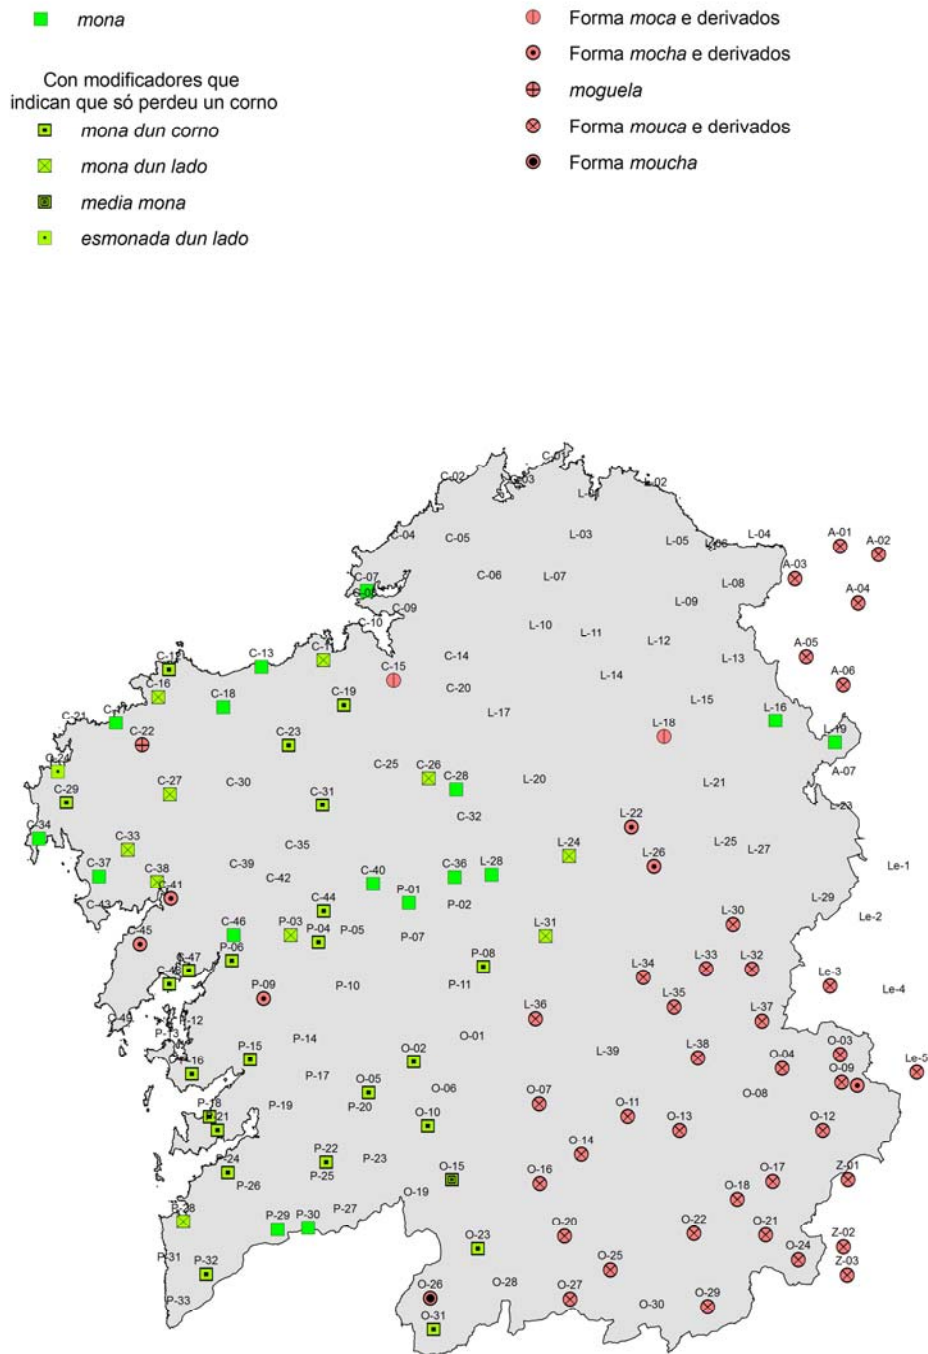 mona
Con modificadores que
indican que só perdeu un corno
mona dun corno
mona dun lado
media mona
esmonada dun lado
Forma moca e derivados
Forma mocha e derivados
moguela
Forma mouca e derivados
Forma moucha
C-02
L-02
L-03
C-04
C-05
L-05
L-04
A-01
A-02
C-07
C-06
L-07
L-08
A-03
A-04
C-09
L-09
C-10
L-10
L-11
L-12
A-05
C-13
C-14
L-13
C-15
L-14
A-06
C-16
C-18
C-19
C-20
L-15
C-21
L-17
L-16
C-22
C-23
L-18
L-19
C-25
C-26
A-07
C-27
C-30
C-28
L-20
L-21
C-29
C-31
C-32
L-22
L-23
C-34
C-33
C-35
L-24
L-25
L-27
C-37
C-38
C-39
C-42
C-40
C-36
L-28
L-26
Le-1
C-41
P-01
P-02
L-29
C-43
C-44
L-30
Le-2
C-45
C-46
P-03
P-04
P-05
P-07
L-31
C-47
P-06
P-08
P-09
P-10
P-11
L-34
L-33
L-32
Le-3
Le-4
P-12
L-36
L-35
L-37
P-13
P-14
O-01
L-38
P-15
O-02
L-39
O-03
O-04
Le-5
P-17
O-05
O-06
O-07
O-08
O-09
P-18
P-19
P-20
O-10
O-11
O-13
O-12
P-22
P-23
O-14
P-25
P-26
O-15
O-16
O-17
Z-01
O-19
O-18
P-28
P-29
P-30
P-27
O-20
O-22
O-21
Z-02
P-31
P-32
O-23
O-25
O-24
Z-03
P-33
O-26
O-28
O-27
O-30
O-29
O-31